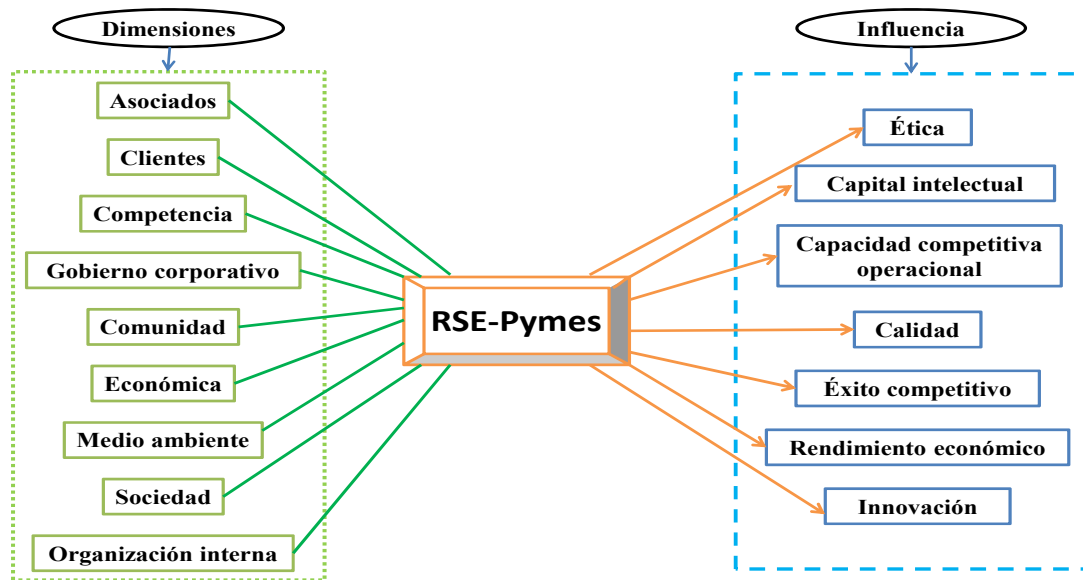 Dimensiones
Asociados
Clientes
Competencia
Gobierno corporativo
Comunidad
Económica
Medio ambiente
Sociedad
Organización interna
RSE-Pymes
Influencia
Ética
Capital intelectual
Capacidad competitiva
operacional
Calidad
Éxito competitivo
Rendimiento económico
Innovación